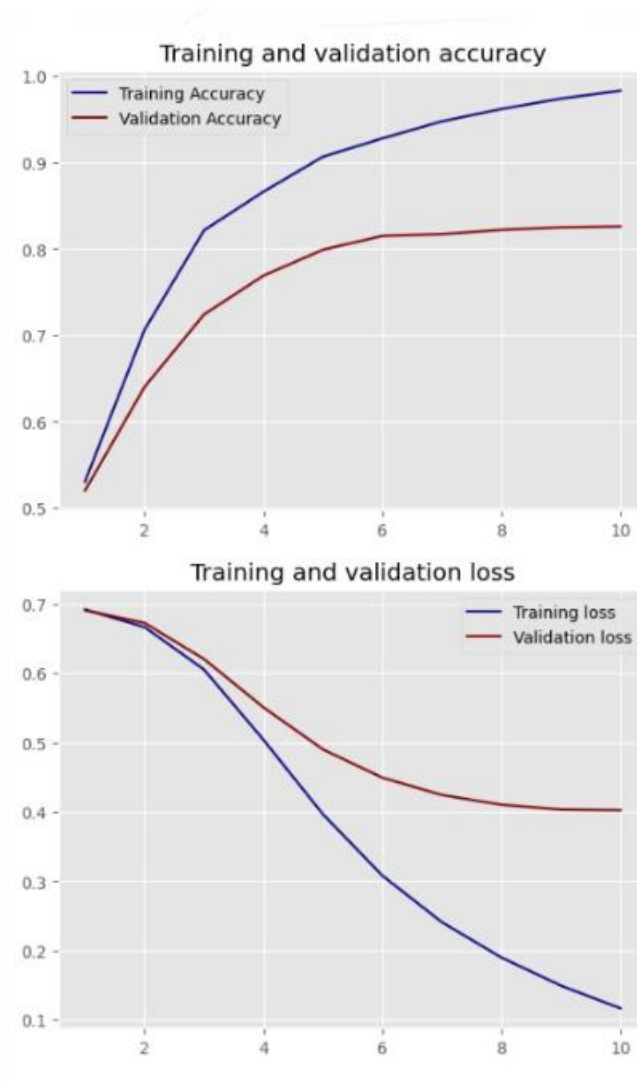 Training and validation accuracy
1.0
Training Accuracy
Validation Accuracy
0.9
0.8
0.7
0.6
0.5
2 4 6 8 10
Training and validation loss
0.7
Training loss
Validation loss
0.6
0.5
0.4
0.3
0.2
0.1
2 4 6 8 10